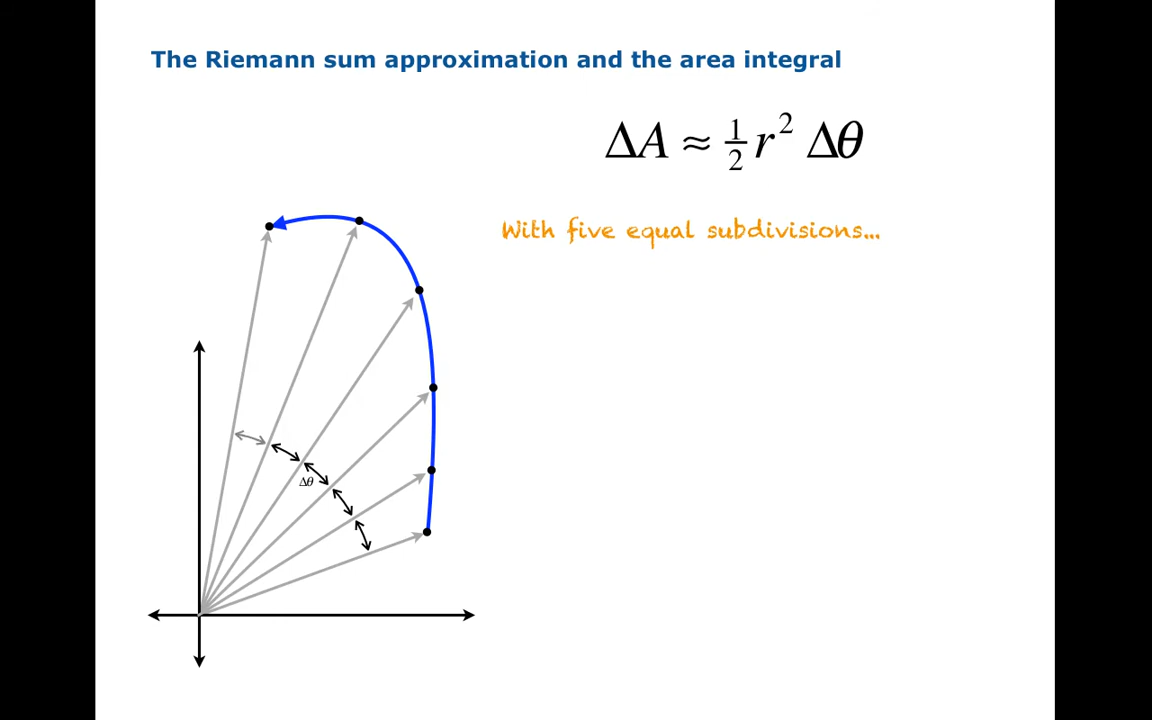 The Riemann sum approximation and the area integral
ΔA ≈ ½ r² Δθ
With five equal subdivisions...
Δθ